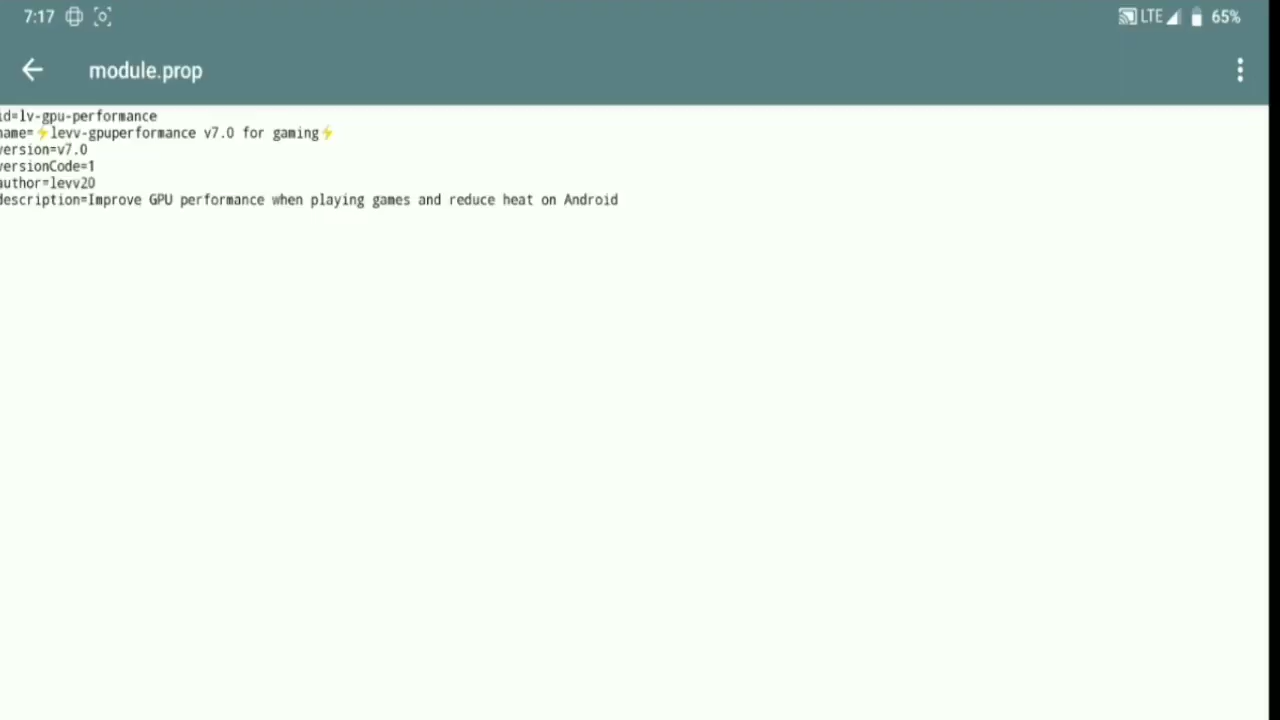 7:17 LTE 65%
module.prop
id=lv-gpu-performance
name=⚡levv-gpuperformance v7.0 for gaming⚡
version=v7.0
versionCode=1
author=levv20
description=Improve GPU performance when playing games and reduce heat on Android